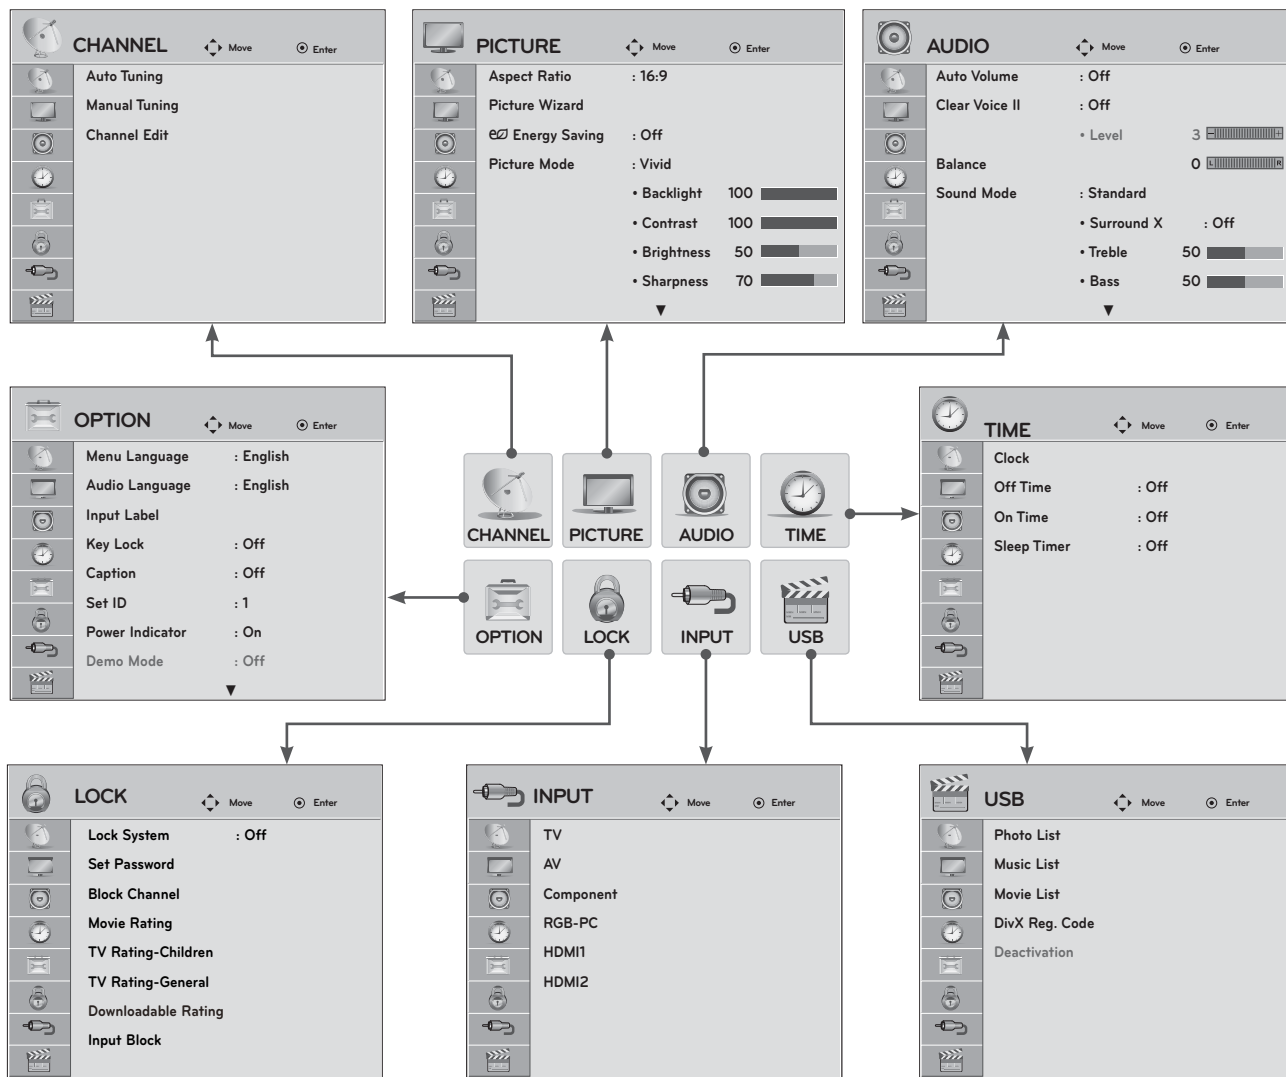 CHANNEL Move Enter
Auto Tuning
Manual Tuning
Channel Edit
PICTURE Move Enter
Aspect Ratio : 16:9
Picture Wizard
Energy Saving : Off
Picture Mode : Vivid
• Backlight 100
• Contrast 100
• Brightness 50
• Sharpness 70
▼
AUDIO Move Enter
Auto Volume : Off
Clear Voice II : Off
• Level 3 - +
Balance 0 L R
Sound Mode : Standard
• Surround X : Off
• Treble 50
• Bass 50
▼
OPTION Move Enter
Menu Language : English
Audio Language : English
Input Label
Key Lock : Off
Caption : Off
Set ID : 1
Power Indicator : On
Demo Mode : Off
▼
CHANNEL PICTURE AUDIO TIME
OPTION LOCK INPUT USB
TIME Move Enter
Clock
Off Time : Off
On Time : Off
Sleep Timer : Off
LOCK Move Enter
Lock System : Off
Set Password
Block Channel
Movie Rating
TV Rating-Children
TV Rating-General
Downloadable Rating
Input Block
INPUT Move Enter
TV
AV
Component
RGB-PC
HDMI1
HDMI2
USB Move Enter
Photo List
Music List
Movie List
DivX Reg. Code
Deactivation